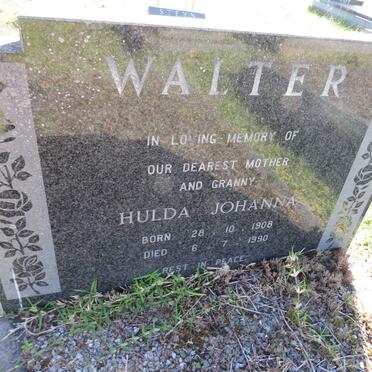 WALTER
IN LOVING MEMORY OF
OUR DEAREST MOTHER
AND GRANNY
HULDA JOHANNA
BORN 28 · 10 · 1908
DIED 6 · 7 · 1990
REST IN PEACE